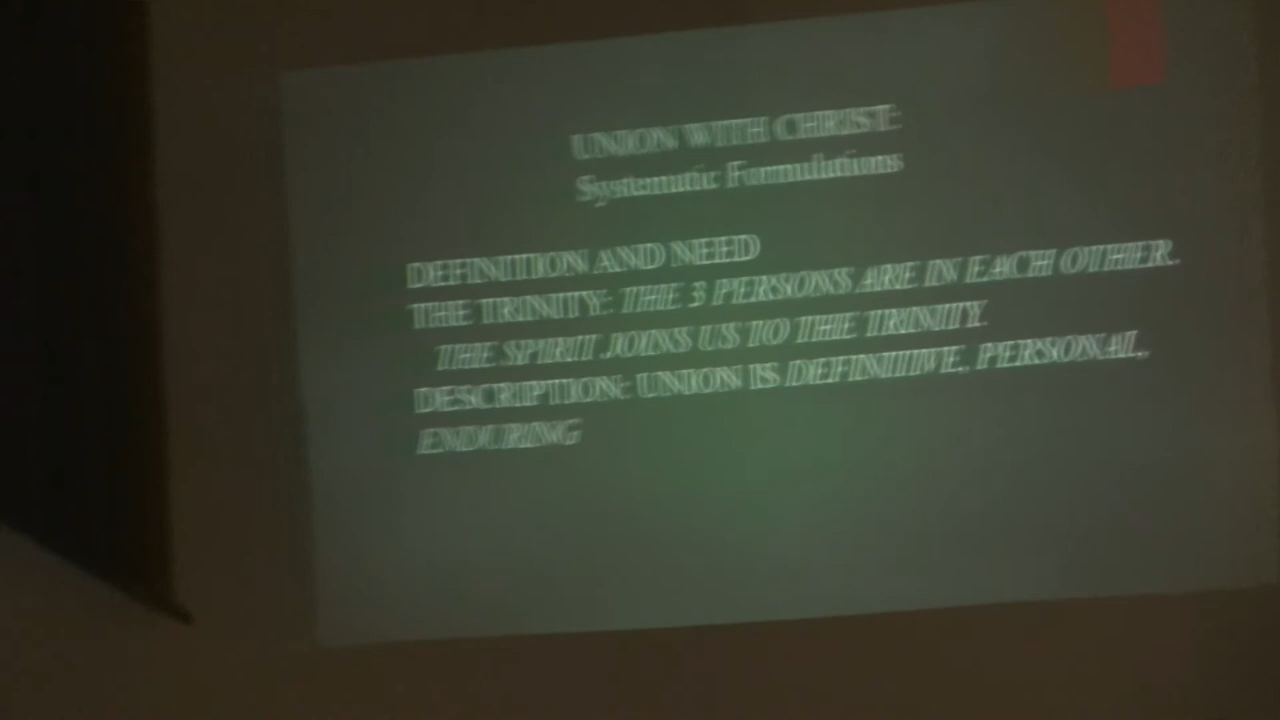 UNION WITH CHRIST:
Systematic Formulations
DEFINITION AND NEED
THE TRINITY: THE 3 PERSONS ARE IN EACH OTHER.
THE SPIRIT JOINS US TO THE TRINITY.
DESCRIPTION: UNION IS DEFINITIVE, PERSONAL,
ENDURING